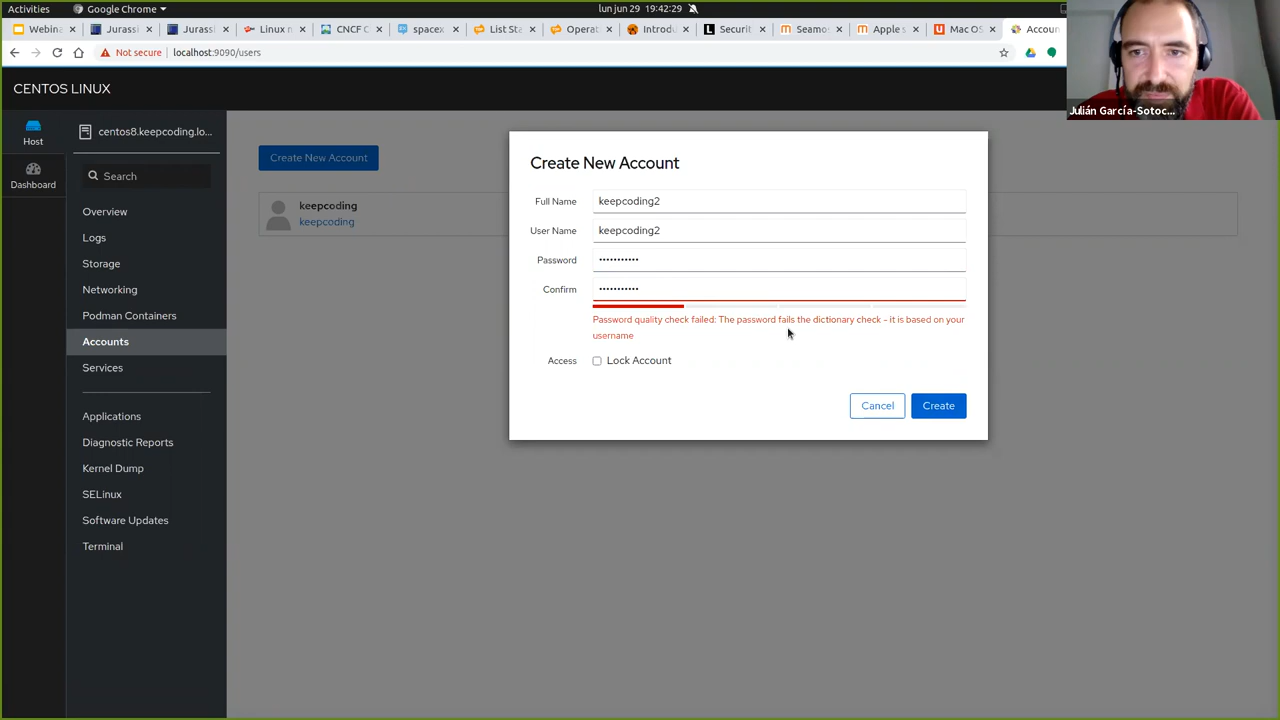 Activities
Google Chrome
lun jun 29 19:42:29
Webina
Jurass
Jurass
Linux n
CNCF C
spacex
List Sta
Operat
Introdu
Securit
Seamos
Apple s
Mac OS
Accoun
Not secure
localhost:9090/users
CENTOS LINUX
Julián García-Sotoc...
Host
Dashboard
centos8.keepcoding.lo...
Search
Overview
Logs
Storage
Networking
Podman Containers
Accounts
Services
Applications
Diagnostic Reports
Kernel Dump
SELinux
Software Updates
Terminal
Create New Account
keepcoding
keepcoding
Create New Account
Full Name keepcoding2
User Name keepcoding2
Password •••••••••••
Confirm •••••••••••
Password quality check failed: The password fails the dictionary check - it is based on your
username
Access Lock Account
Cancel Create